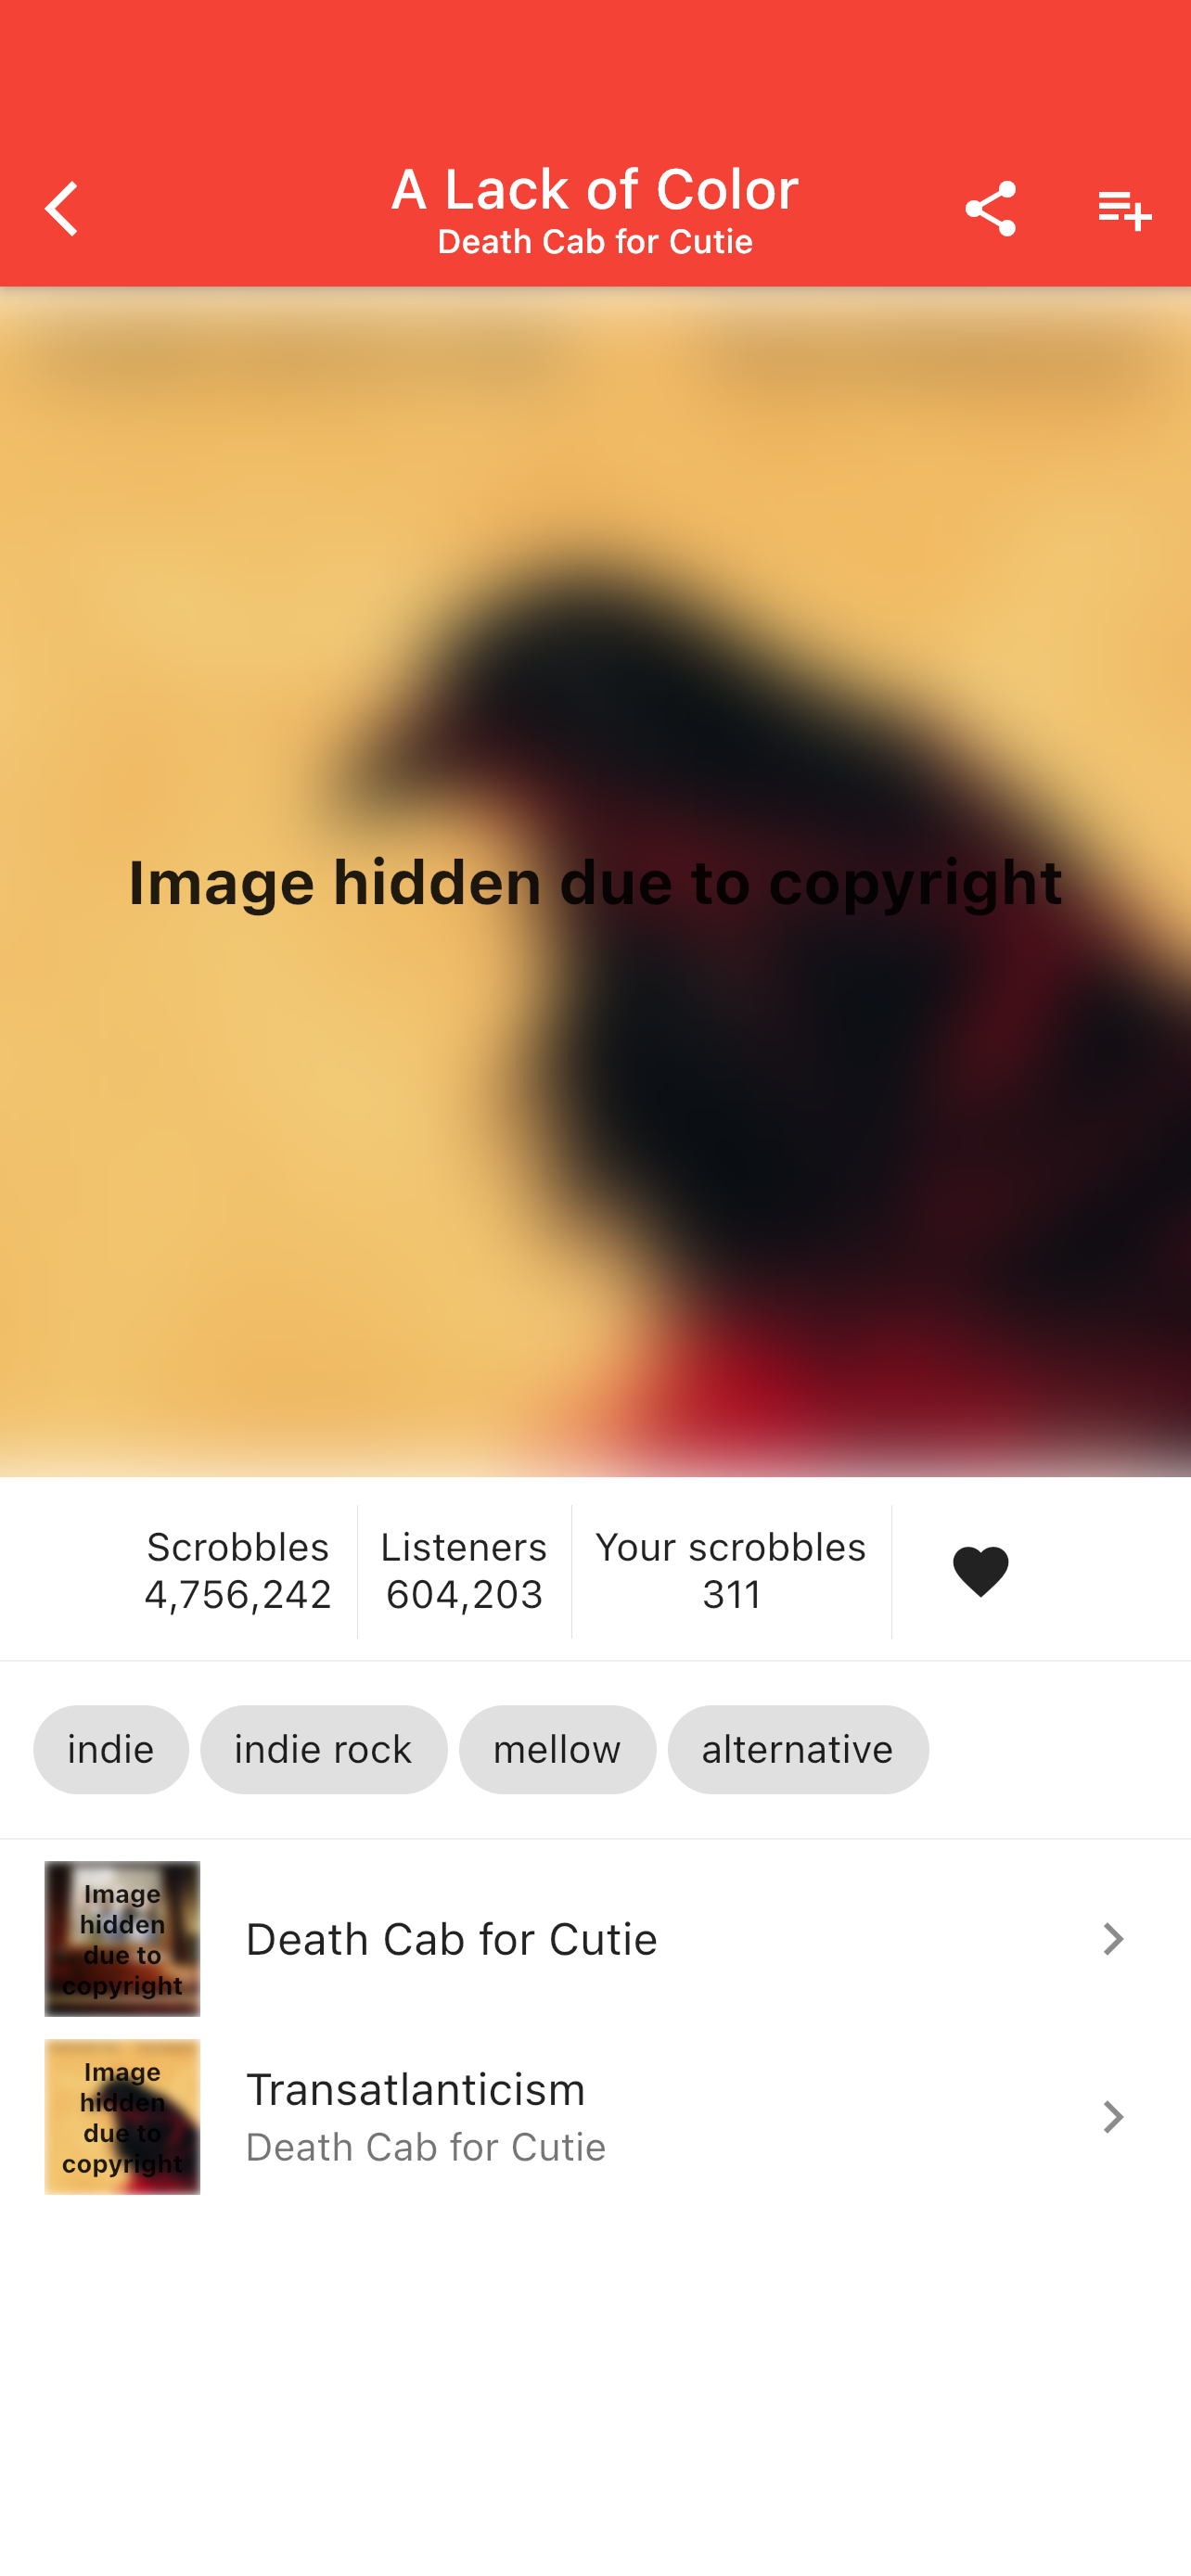 A Lack of Color
Death Cab for Cutie
Image hidden due to copyright
Scrobbles
4,756,242
Listeners
604,203
Your scrobbles
311
indie
indie rock
mellow
alternative
Image
hidden
due to
copyright
Death Cab for Cutie
Image
hidden
due to
copyright
Transatlanticism
Death Cab for Cutie